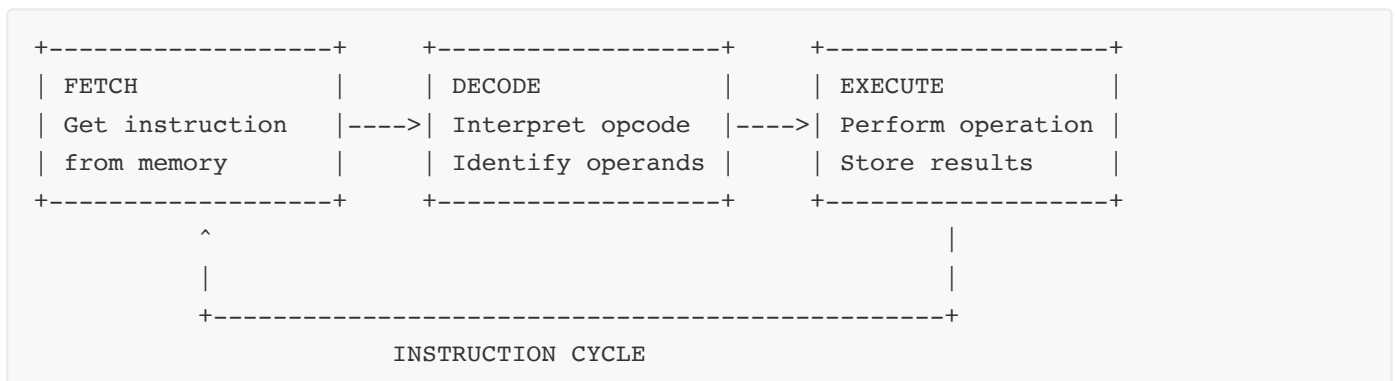 +-------------------+     +-------------------+     +-------------------+
| FETCH             |     | DECODE            |     | EXECUTE           |
| Get instruction   |---->| Interpret opcode  |---->| Perform operation |
| from memory       |     | Identify operands |     | Store results     |
+-------------------+     +-------------------+     +-------------------+
           ^                                                 |
           |                                                 |
           +-------------------------------------------------+
                        INSTRUCTION CYCLE